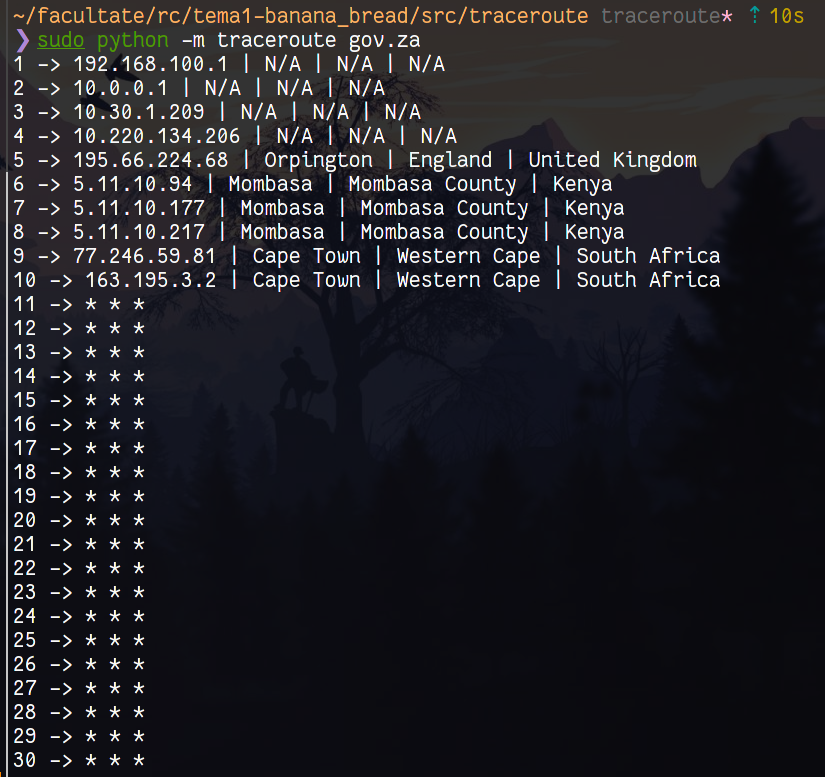 ~/facultate/rc/tema1-banana_bread/src/traceroute traceroute* ⇡ 10s
❯ sudo python -m traceroute gov.za
1 -> 192.168.100.1 | N/A | N/A | N/A
2 -> 10.0.0.1 | N/A | N/A | N/A
3 -> 10.30.1.209 | N/A | N/A | N/A
4 -> 10.220.134.206 | N/A | N/A | N/A
5 -> 195.66.224.68 | Orpington | England | United Kingdom
6 -> 5.11.10.94 | Mombasa | Mombasa County | Kenya
7 -> 5.11.10.177 | Mombasa | Mombasa County | Kenya
8 -> 5.11.10.217 | Mombasa | Mombasa County | Kenya
9 -> 77.246.59.81 | Cape Town | Western Cape | South Africa
10 -> 163.195.3.2 | Cape Town | Western Cape | South Africa
11 -> * * *
12 -> * * *
13 -> * * *
14 -> * * *
15 -> * * *
16 -> * * *
17 -> * * *
18 -> * * *
19 -> * * *
20 -> * * *
21 -> * * *
22 -> * * *
23 -> * * *
24 -> * * *
25 -> * * *
26 -> * * *
27 -> * * *
28 -> * * *
29 -> * * *
30 -> * * *